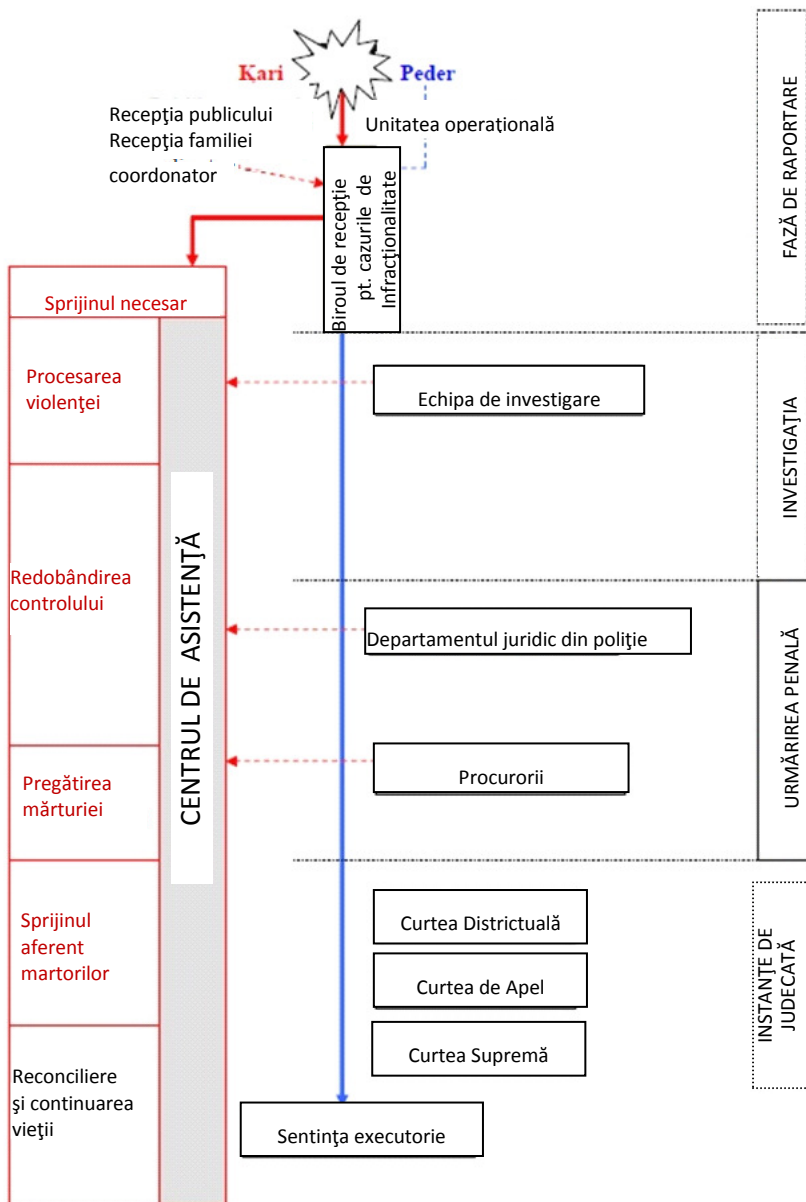 Kari
Peder
Recepţia publicului
Recepţia familiei
coordonator
Unitatea operaţională
Biroul de recepţie
pt. cazurile de
Infracţionalitate
FAZĂ DE RAPORTARE
Sprijinul necesar
Procesarea
violenţei
Echipa de investigare
INVESTIGAŢIA
CENTRUL DE ASISTENŢĂ
Redobândirea
controlului
Departamentul juridic din poliţie
URMĂRIREA PENALĂ
Pregătirea
mărturiei
Procurorii
Sprijinul
aferent
martorilor
Curtea Districtuală
Curtea de Apel
Curtea Supremă
INSTANŢE DE
JUDECATĂ
Reconciliere
şi continuarea
vieţii
Sentinţa executorie